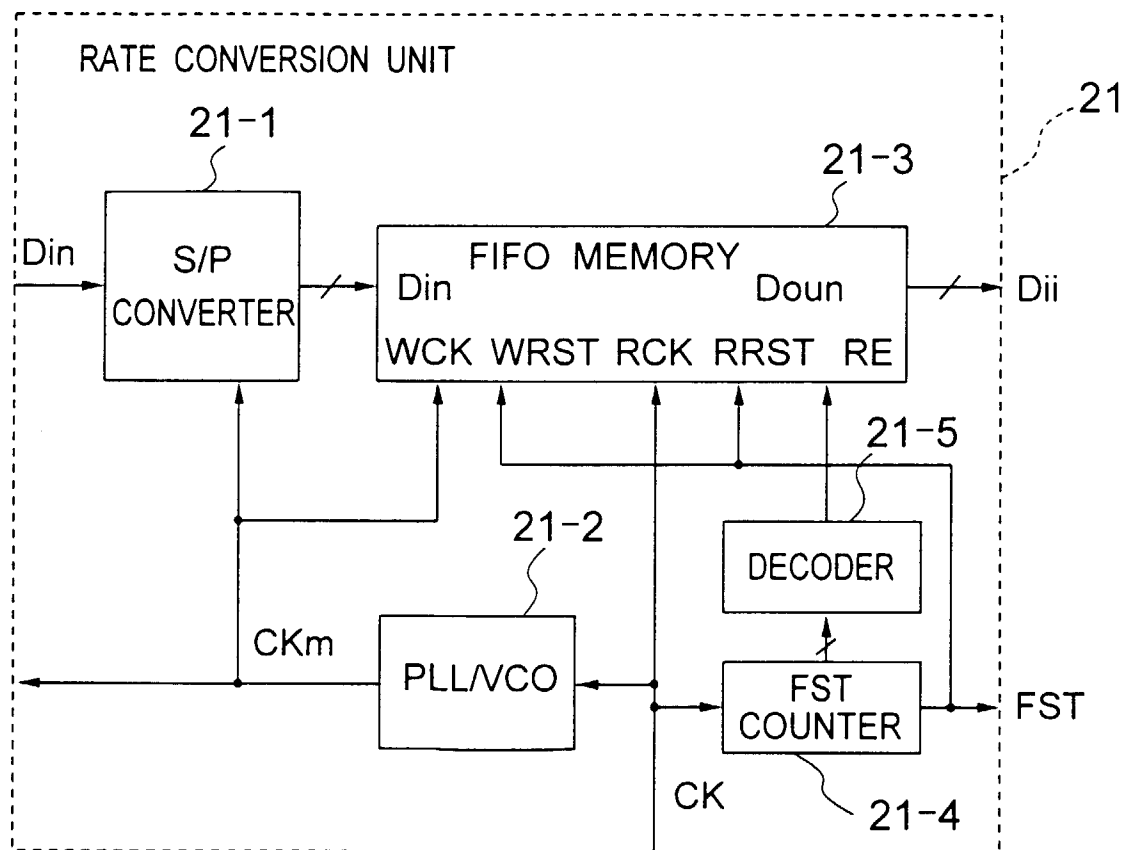 RATE CONVERSION UNIT
21
21-1
21-3
Din
S/P
CONVERTER
FIFO MEMORY
Din
Doun
Dii
WCK WRST RCK RRST RE
21-5
21-2
DECODER
CKm
PLL/VCO
FST
COUNTER
FST
CK
21-4